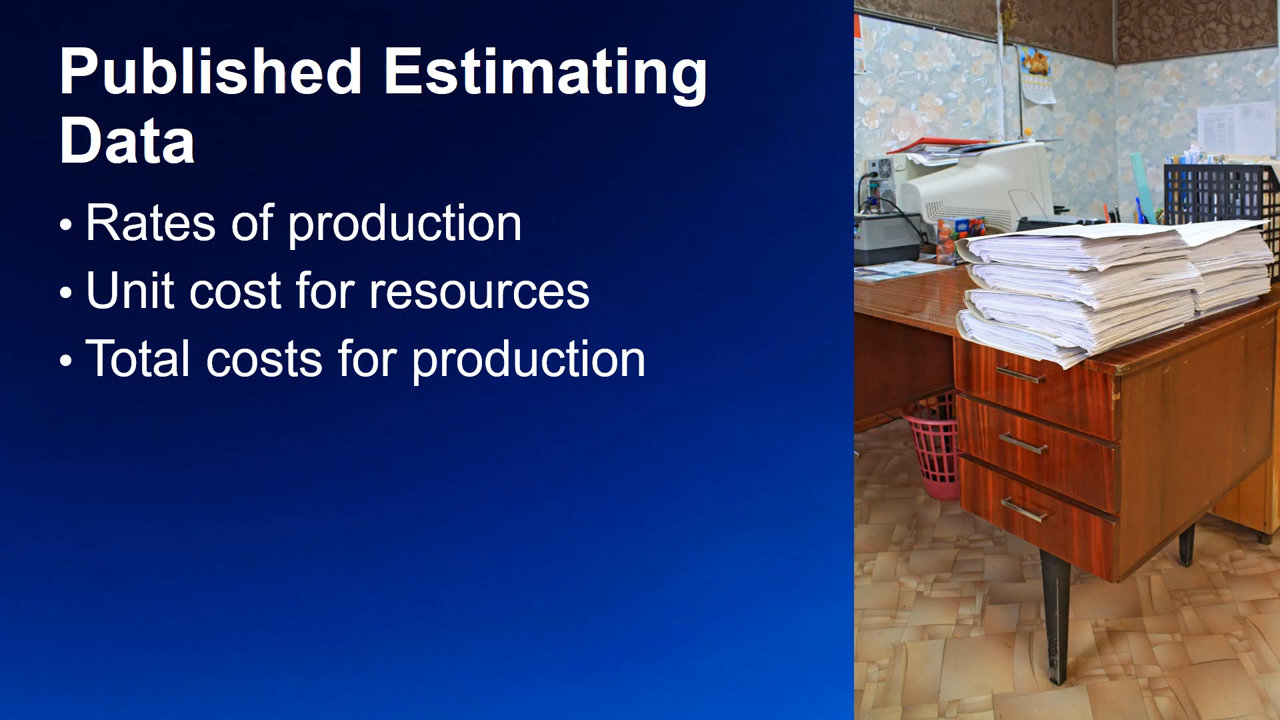 Published Estimating
Data
• Rates of production
• Unit cost for resources
• Total costs for production